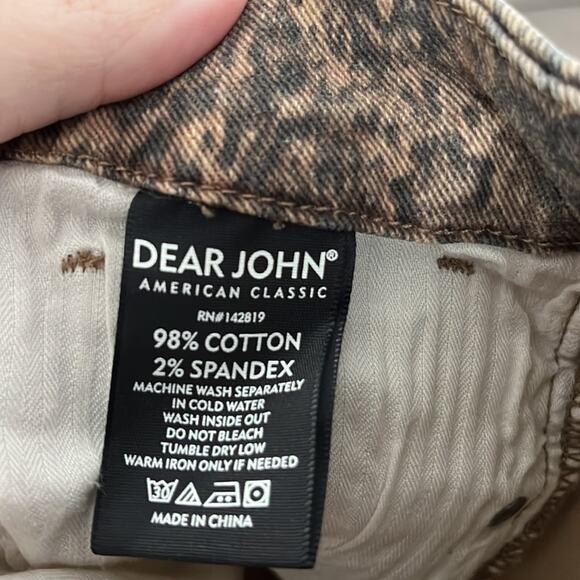 DEAR JOHN®
AMERICAN CLASSIC
RN#142819
98% COTTON
2% SPANDEX
MACHINE WASH SEPARATELY
IN COLD WATER
WASH INSIDE OUT
DO NOT BLEACH
TUMBLE DRY LOW
WARM IRON ONLY IF NEEDED
30
MADE IN CHINA